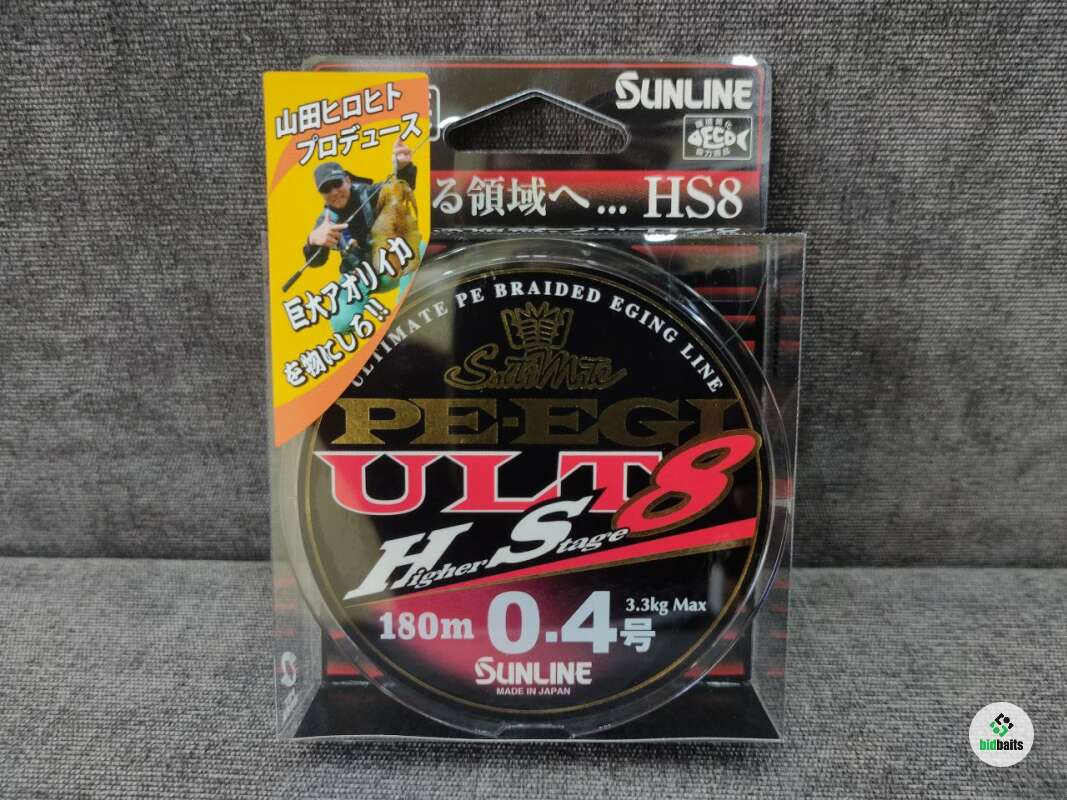 山田ヒロヒト
プロデュース
巨大アオリイカ
を物にしろ!!
SUNLINE
ECO
る領域へ... HS8
ULTIMATE PE BRAIDED EGING LINE
SaltiMate
PE-EGI
ULT8
Higher Stage
180m 0.4号 3.3kg Max
SUNLINE
MADE IN JAPAN
bidbaits